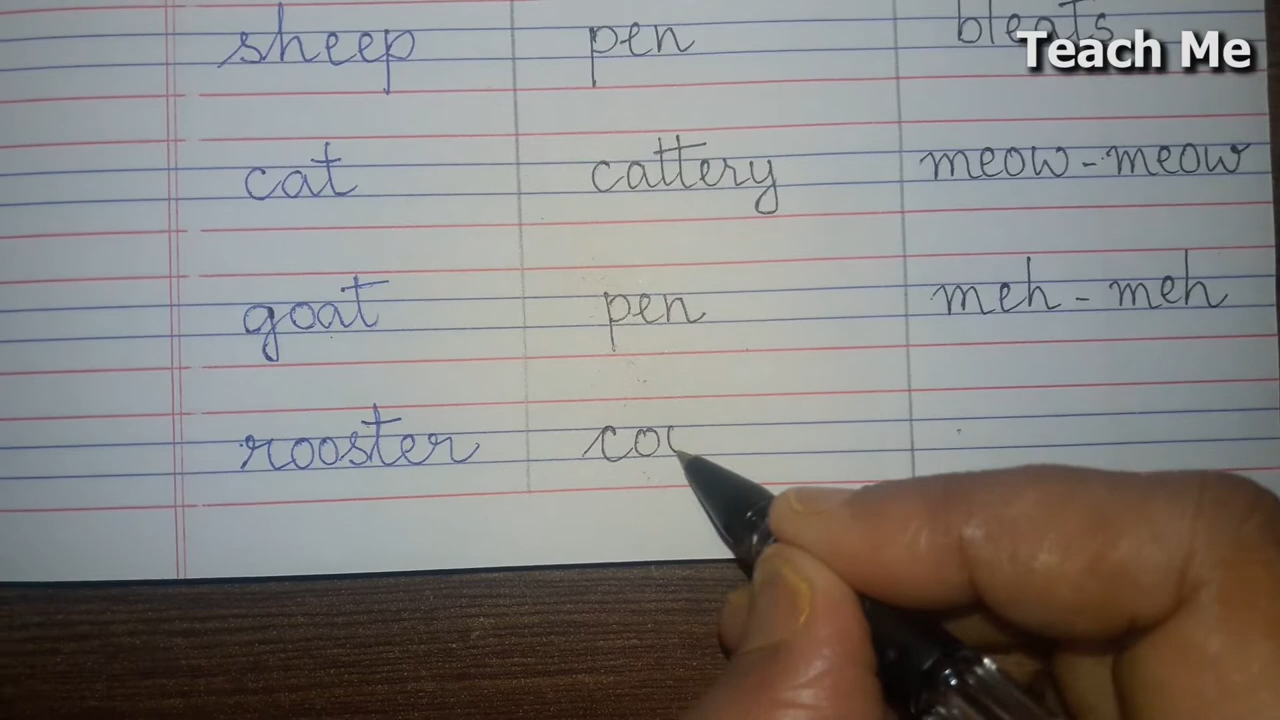 sheep pen bleats
Teach Me
cat cattery meow-meow
goat pen meh-meh
rooster